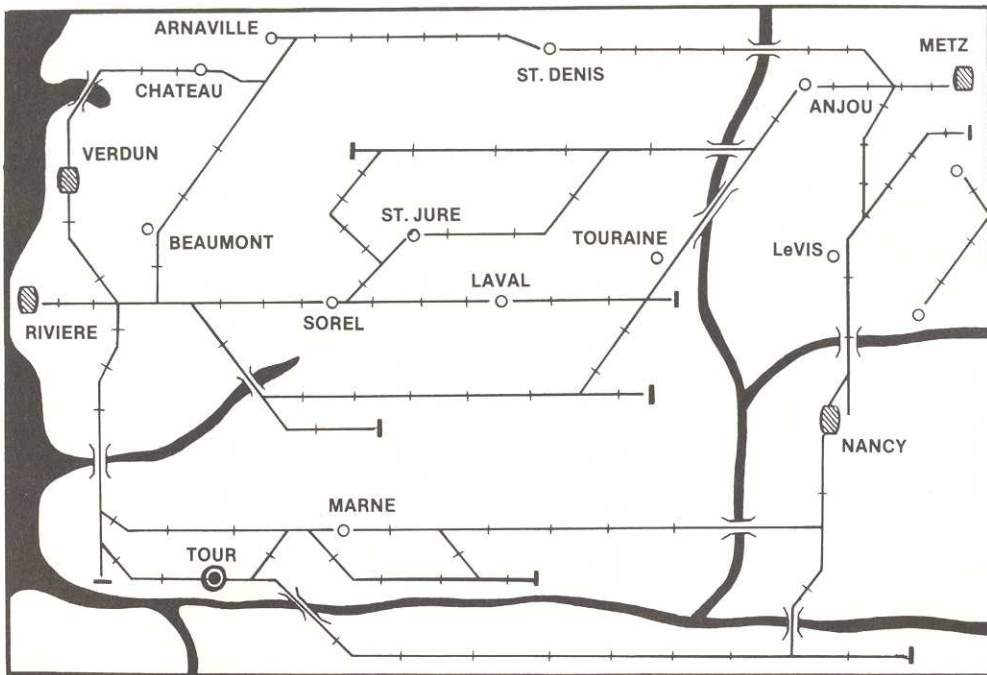 ARNAVILLE
METZ
ST. DENIS
CHATEAU
ANJOU
VERDUN
ST. JURE
BEAUMONT
TOURAINE
LeVIS
LAVAL
RIVIERE
SOREL
NANCY
MARNE
TOUR